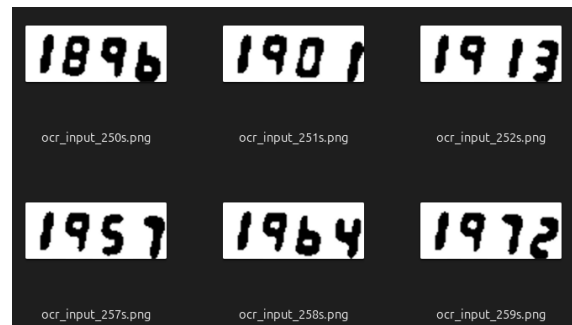 1896 1901 1913
ocr_input_250s.png ocr_input_251s.png ocr_input_252s.png
1957 1964 1972
ocr_input_257s.png ocr_input_258s.png ocr_input_259s.png